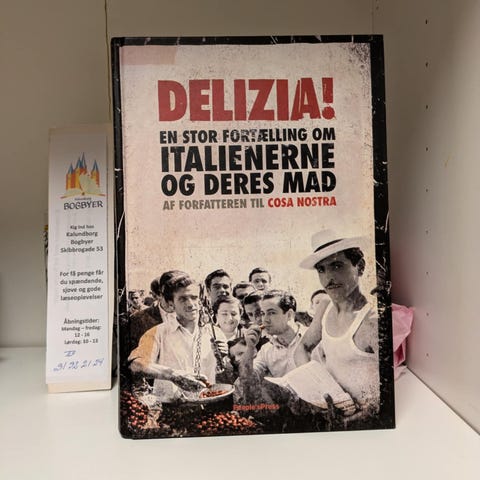 Kalundborg
BOGBYER
Kig ind hos
Kalundborg
Bogbyer
Skibbrogade 53
For få penge får
du spændende,
sjove og gode
læseoplevelser
Åbningstider:
Mandag – fredag:
12 - 16
Lørdag: 10 - 13
DELIZIA!
EN STOR FORTÆLLING OM
ITALIENERNE
OG DERES MAD
AF FORFATTEREN TIL COSA NOSTRA
People'sPress